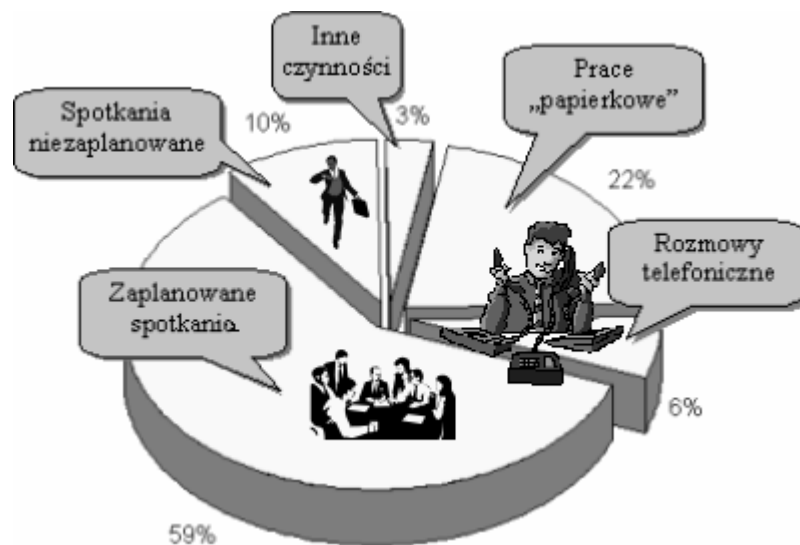 Inne
czynności
Prace
„papierkowe”
Spotkania
niezaplanowane
10%
3%
22%
Rozmowy
telefoniczne
Zaplanowane
spotkania
6%
59%